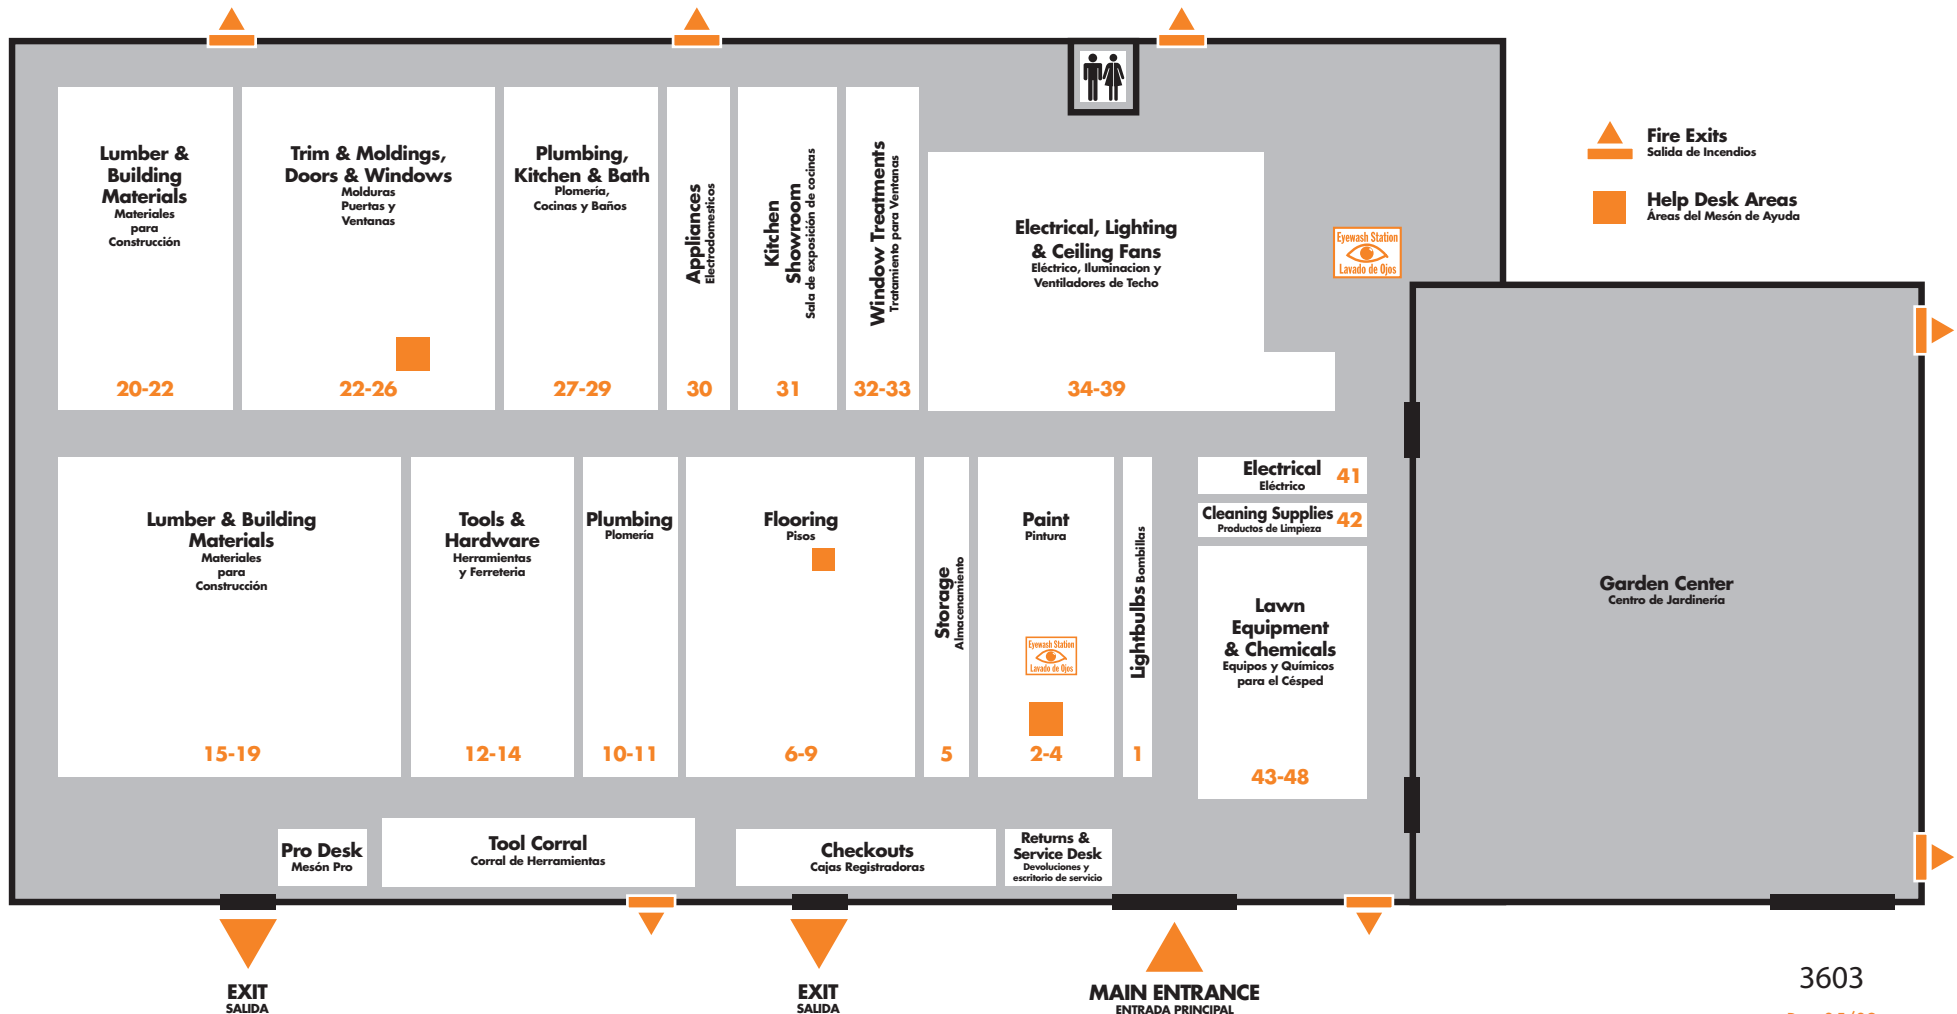 Lumber &
Building
Materials
Materiales
para
Construcción
20-22
Trim & Moldings,
Doors & Windows
Molduras
Puertas y
Ventanas
22-26
Plumbing,
Kitchen & Bath
Plomería,
Cocinas y Baños
27-29
Appliances
Electrodomesticos
30
Kitchen
Showroom
Sala de exposición de cocinas
31
Window Treatments
Tratamiento para Ventanas
32-33
Electrical, Lighting
& Ceiling Fans
Eléctrico, Iluminacion y
Ventiladores de Techo
34-39
Eyewash Station
Lavado de Ojos
Fire Exits
Salida de Incendios
Help Desk Areas
Áreas del Mesón de Ayuda
Lumber & Building
Materials
Materiales
para
Construcción
15-19
Tools &
Hardware
Herramientas
y Ferreteria
12-14
Plumbing
Plomería
10-11
Flooring
Pisos
6-9
Storage
Almacenamiento
5
Paint
Pintura
Eyewash Station
Lavado de Ojos
2-4
Lightbulbs Bombillas
1
Electrical
Eléctrico
41
Cleaning Supplies
Productos de Limpieza
42
Lawn
Equipment
& Chemicals
Equipos y Químicos
para el Césped
43-48
Garden Center
Centro de Jardinería
Pro Desk
Mesón Pro
Tool Corral
Corral de Herramientas
Checkouts
Cajas Registradoras
Returns &
Service Desk
Devoluciones y
escritorio de servicio
EXIT
SALIDA
EXIT
SALIDA
MAIN ENTRANCE
ENTRADA PRINCIPAL
3603